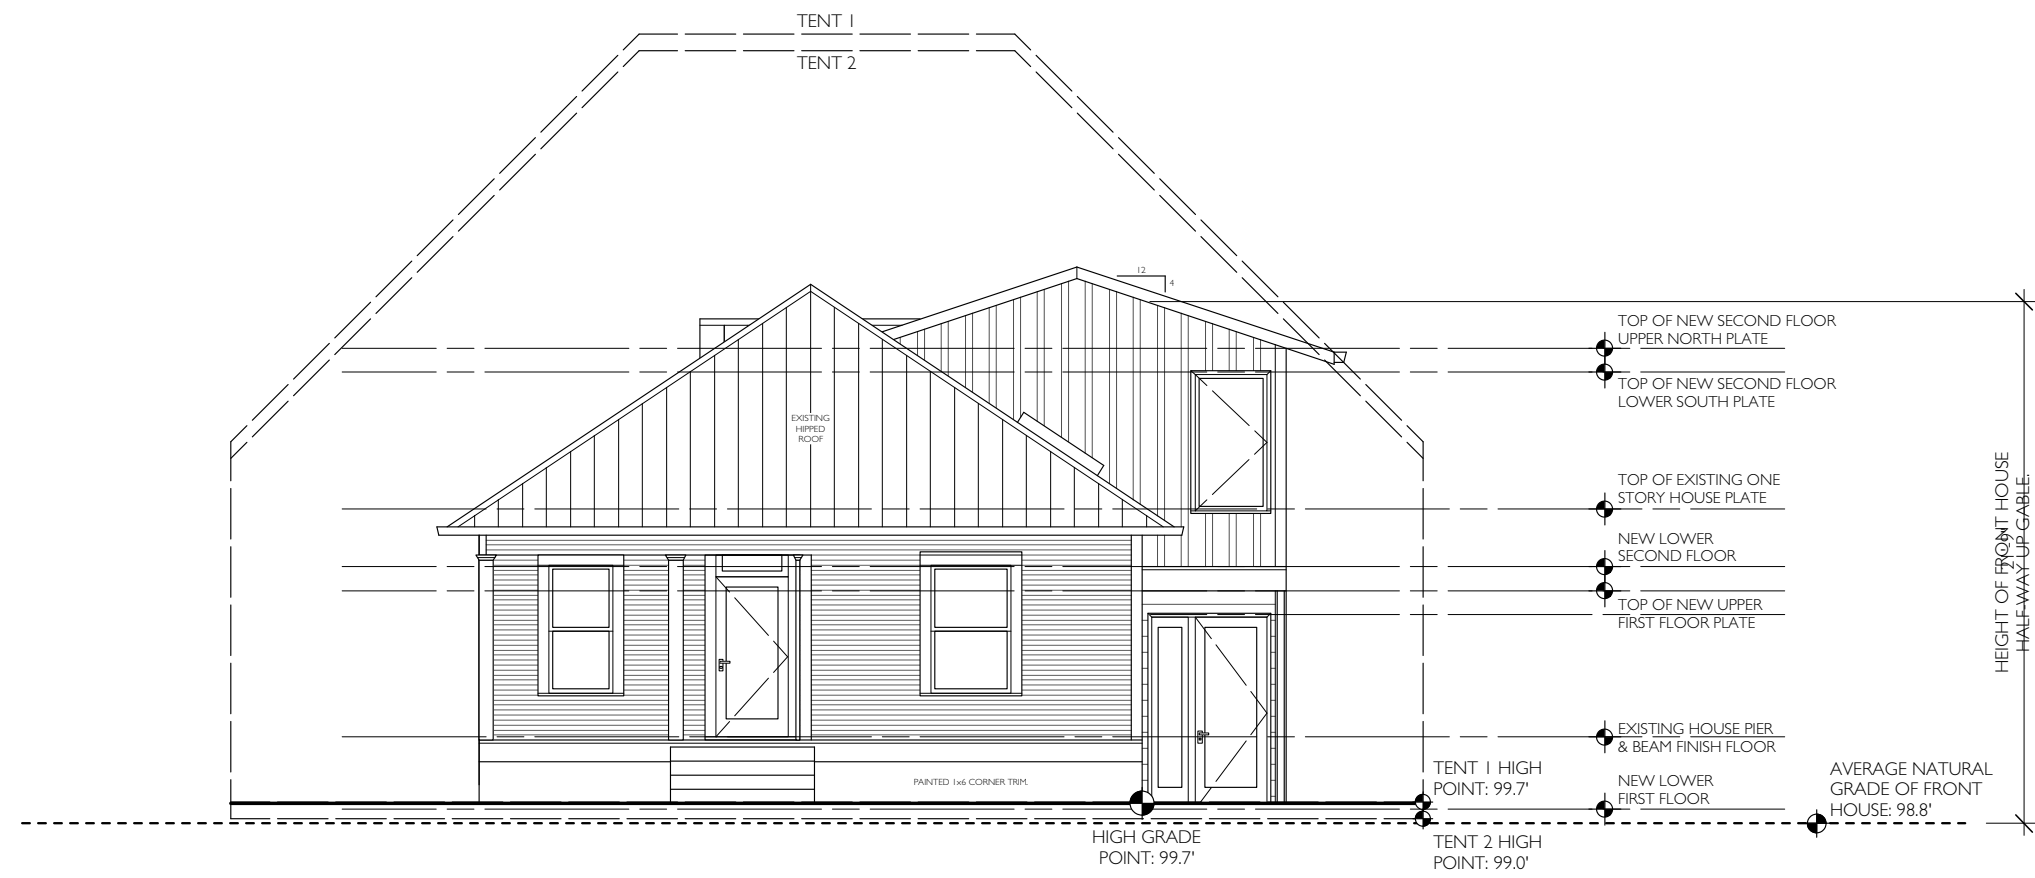 TENT 1
TENT 2
12
4
TOP OF NEW SECOND FLOOR
UPPER NORTH PLATE
TOP OF NEW SECOND FLOOR
LOWER SOUTH PLATE
EXISTING
HIPPED
ROOF
TOP OF EXISTING ONE
STORY HOUSE PLATE
NEW LOWER
SECOND FLOOR
TOP OF NEW UPPER
FIRST FLOOR PLATE
HEIGHT OF FRONT HOUSE
HALF-WAY UP GABLE.
EXISTING HOUSE PIER
& BEAM FINISH FLOOR
PAINTED 1x6 CORNER TRIM.
TENT 1 HIGH
POINT: 99.7'
NEW LOWER
FIRST FLOOR
AVERAGE NATURAL
GRADE OF FRONT
HOUSE: 98.8'
HIGH GRADE
POINT: 99.7'
TENT 2 HIGH
POINT: 99.0'